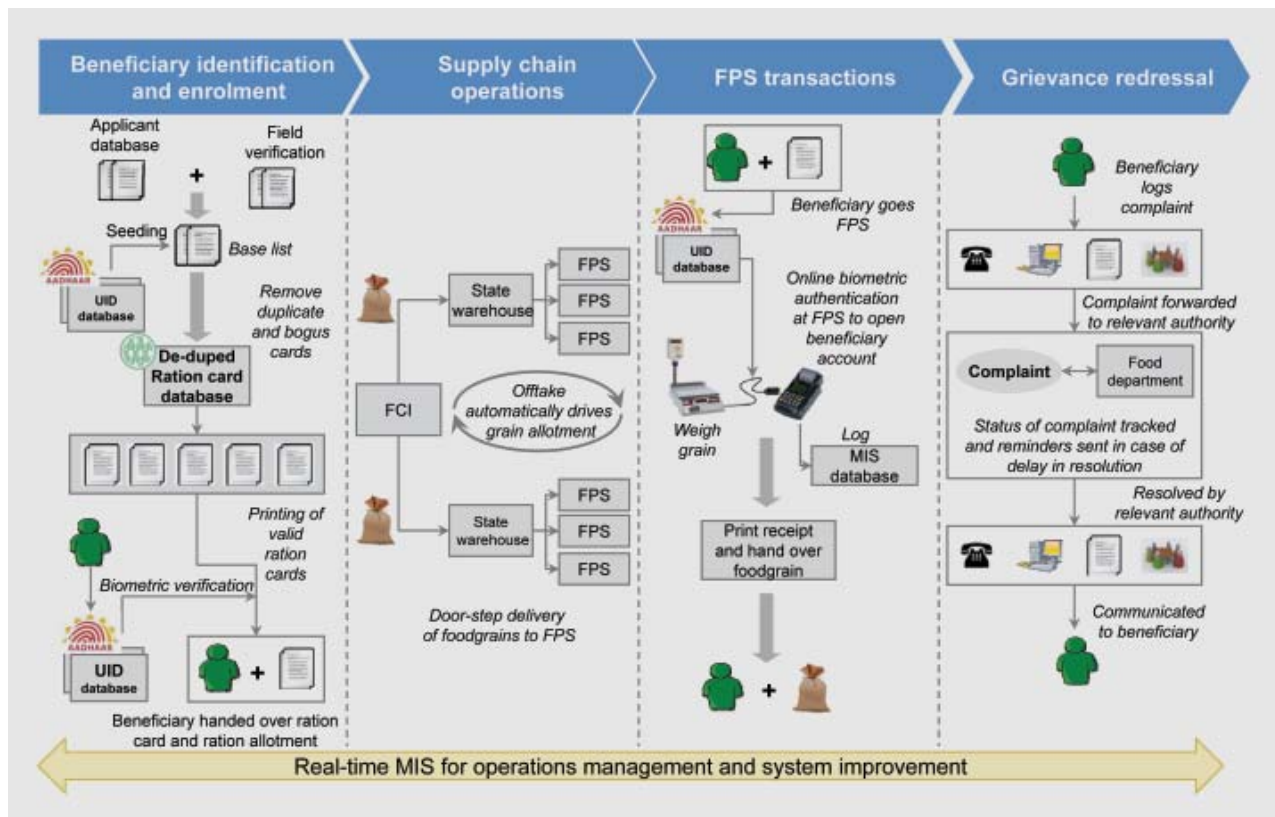 Beneficiary identification
and enrolment
Supply chain
operations
FPS transactions
Grievance redressal
Applicant
database
+
Field
verification
Seeding
Base list
AADHAAR
UID
database
Remove
duplicate
and bogus
cards
De-duped
Ration card
database
Printing of
valid
ration
cards
Biometric verification
AADHAAR
UID
database
+
Beneficiary handed over ration
card and ration allotment
FCI
State
warehouse
FPS
FPS
FPS
Offtake
automatically drives
grain allotment
State
warehouse
FPS
FPS
FPS
Door-step delivery
of foodgrains to FPS
+
Beneficiary goes
FPS
AADHAAR
UID
database
Online biometric
authentication
at FPS to open
beneficiary
account
Weigh
grain
Log
MIS
database
Print receipt
and hand over
foodgrain
+
Beneficiary
logs
complaint
Complaint forwarded
to relevant authority
Complaint
Food
department
Status of complaint tracked
and reminders sent in case of
delay in resolution
Resolved by
relevant authority
Communicated
to beneficiary
Real-time MIS for operations management and system improvement